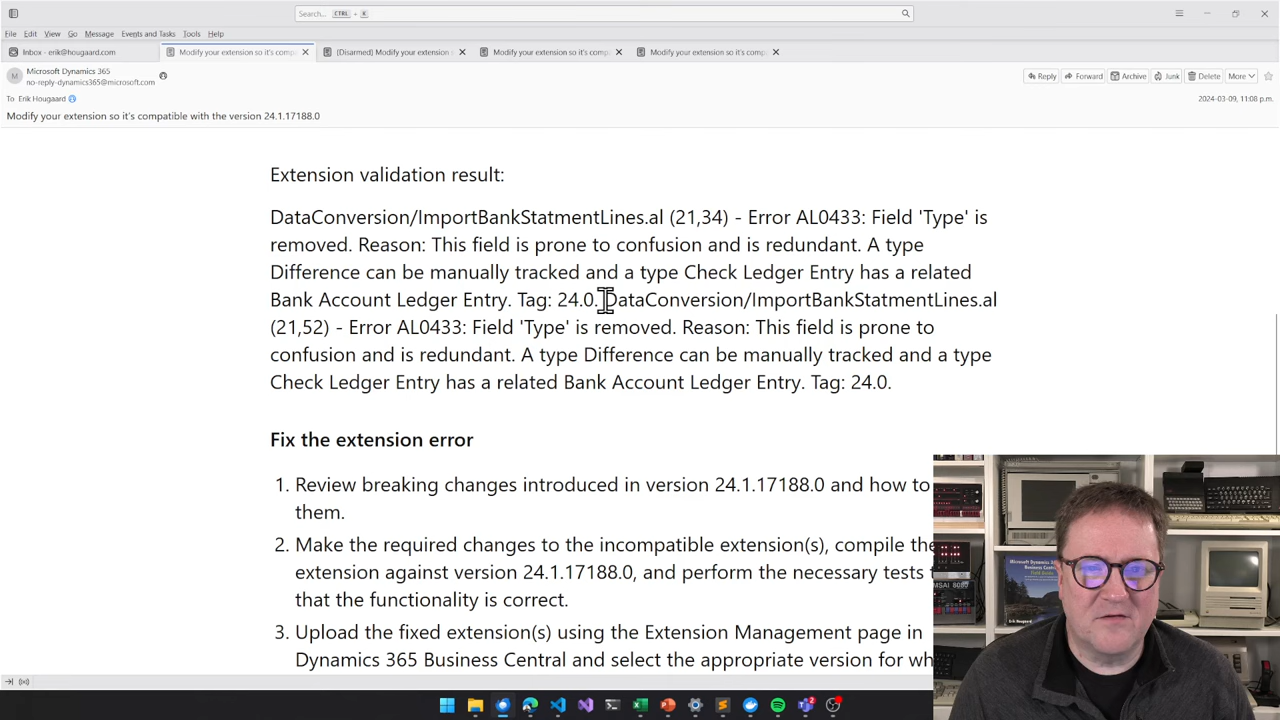 Search... CTRL + K
File Edit View Go Message Events and Tasks Tools Help
Inbox - erik@hougaard.com
Modify your extension so it's compa
{Disarmed} Modify your extension
Modify your extension so it's comp
Modify your extension so it's comp
M
Microsoft Dynamics 365
no-reply-dynamics365@microsoft.com
Reply Forward Archive Junk Delete More
To Erik Hougaard
2024-03-09, 11:08 p.m.
Modify your extension so it's compatible with the version 24.1.17188.0
Extension validation result:
DataConversion/ImportBankStatmentLines.al (21,34) - Error AL0433: Field 'Type' is
removed. Reason: This field is prone to confusion and is redundant. A type
Difference can be manually tracked and a type Check Ledger Entry has a related
Bank Account Ledger Entry. Tag: 24.0. DataConversion/ImportBankStatmentLines.al
(21,52) - Error AL0433: Field 'Type' is removed. Reason: This field is prone to
confusion and is redundant. A type Difference can be manually tracked and a type
Check Ledger Entry has a related Bank Account Ledger Entry. Tag: 24.0.
Fix the extension error
1. Review breaking changes introduced in version 24.1.17188.0 and how to
them.
2. Make the required changes to the incompatible extension(s), compile the
extension against version 24.1.17188.0, and perform the necessary tests
that the functionality is correct.
3. Upload the fixed extension(s) using the Extension Management page in
Dynamics 365 Business Central and select the appropriate version for